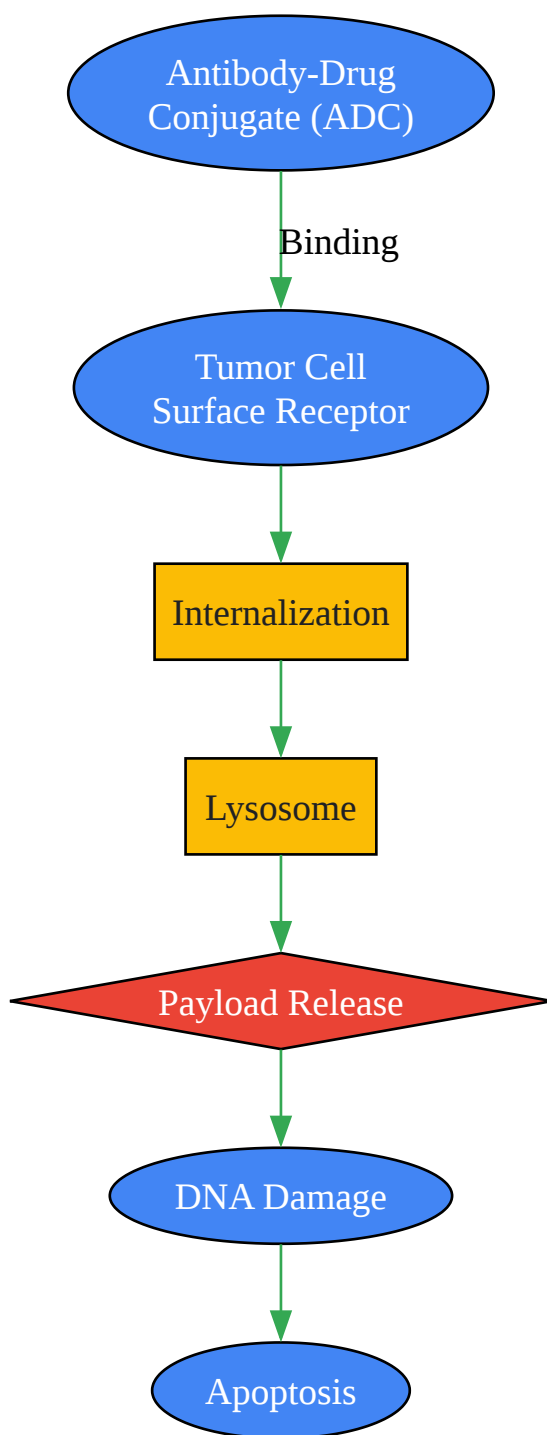 Antibody-Drug
Conjugate (ADC)
Binding
Tumor Cell
Surface Receptor
Internalization
Lysosome
Payload Release
DNA Damage
Apoptosis